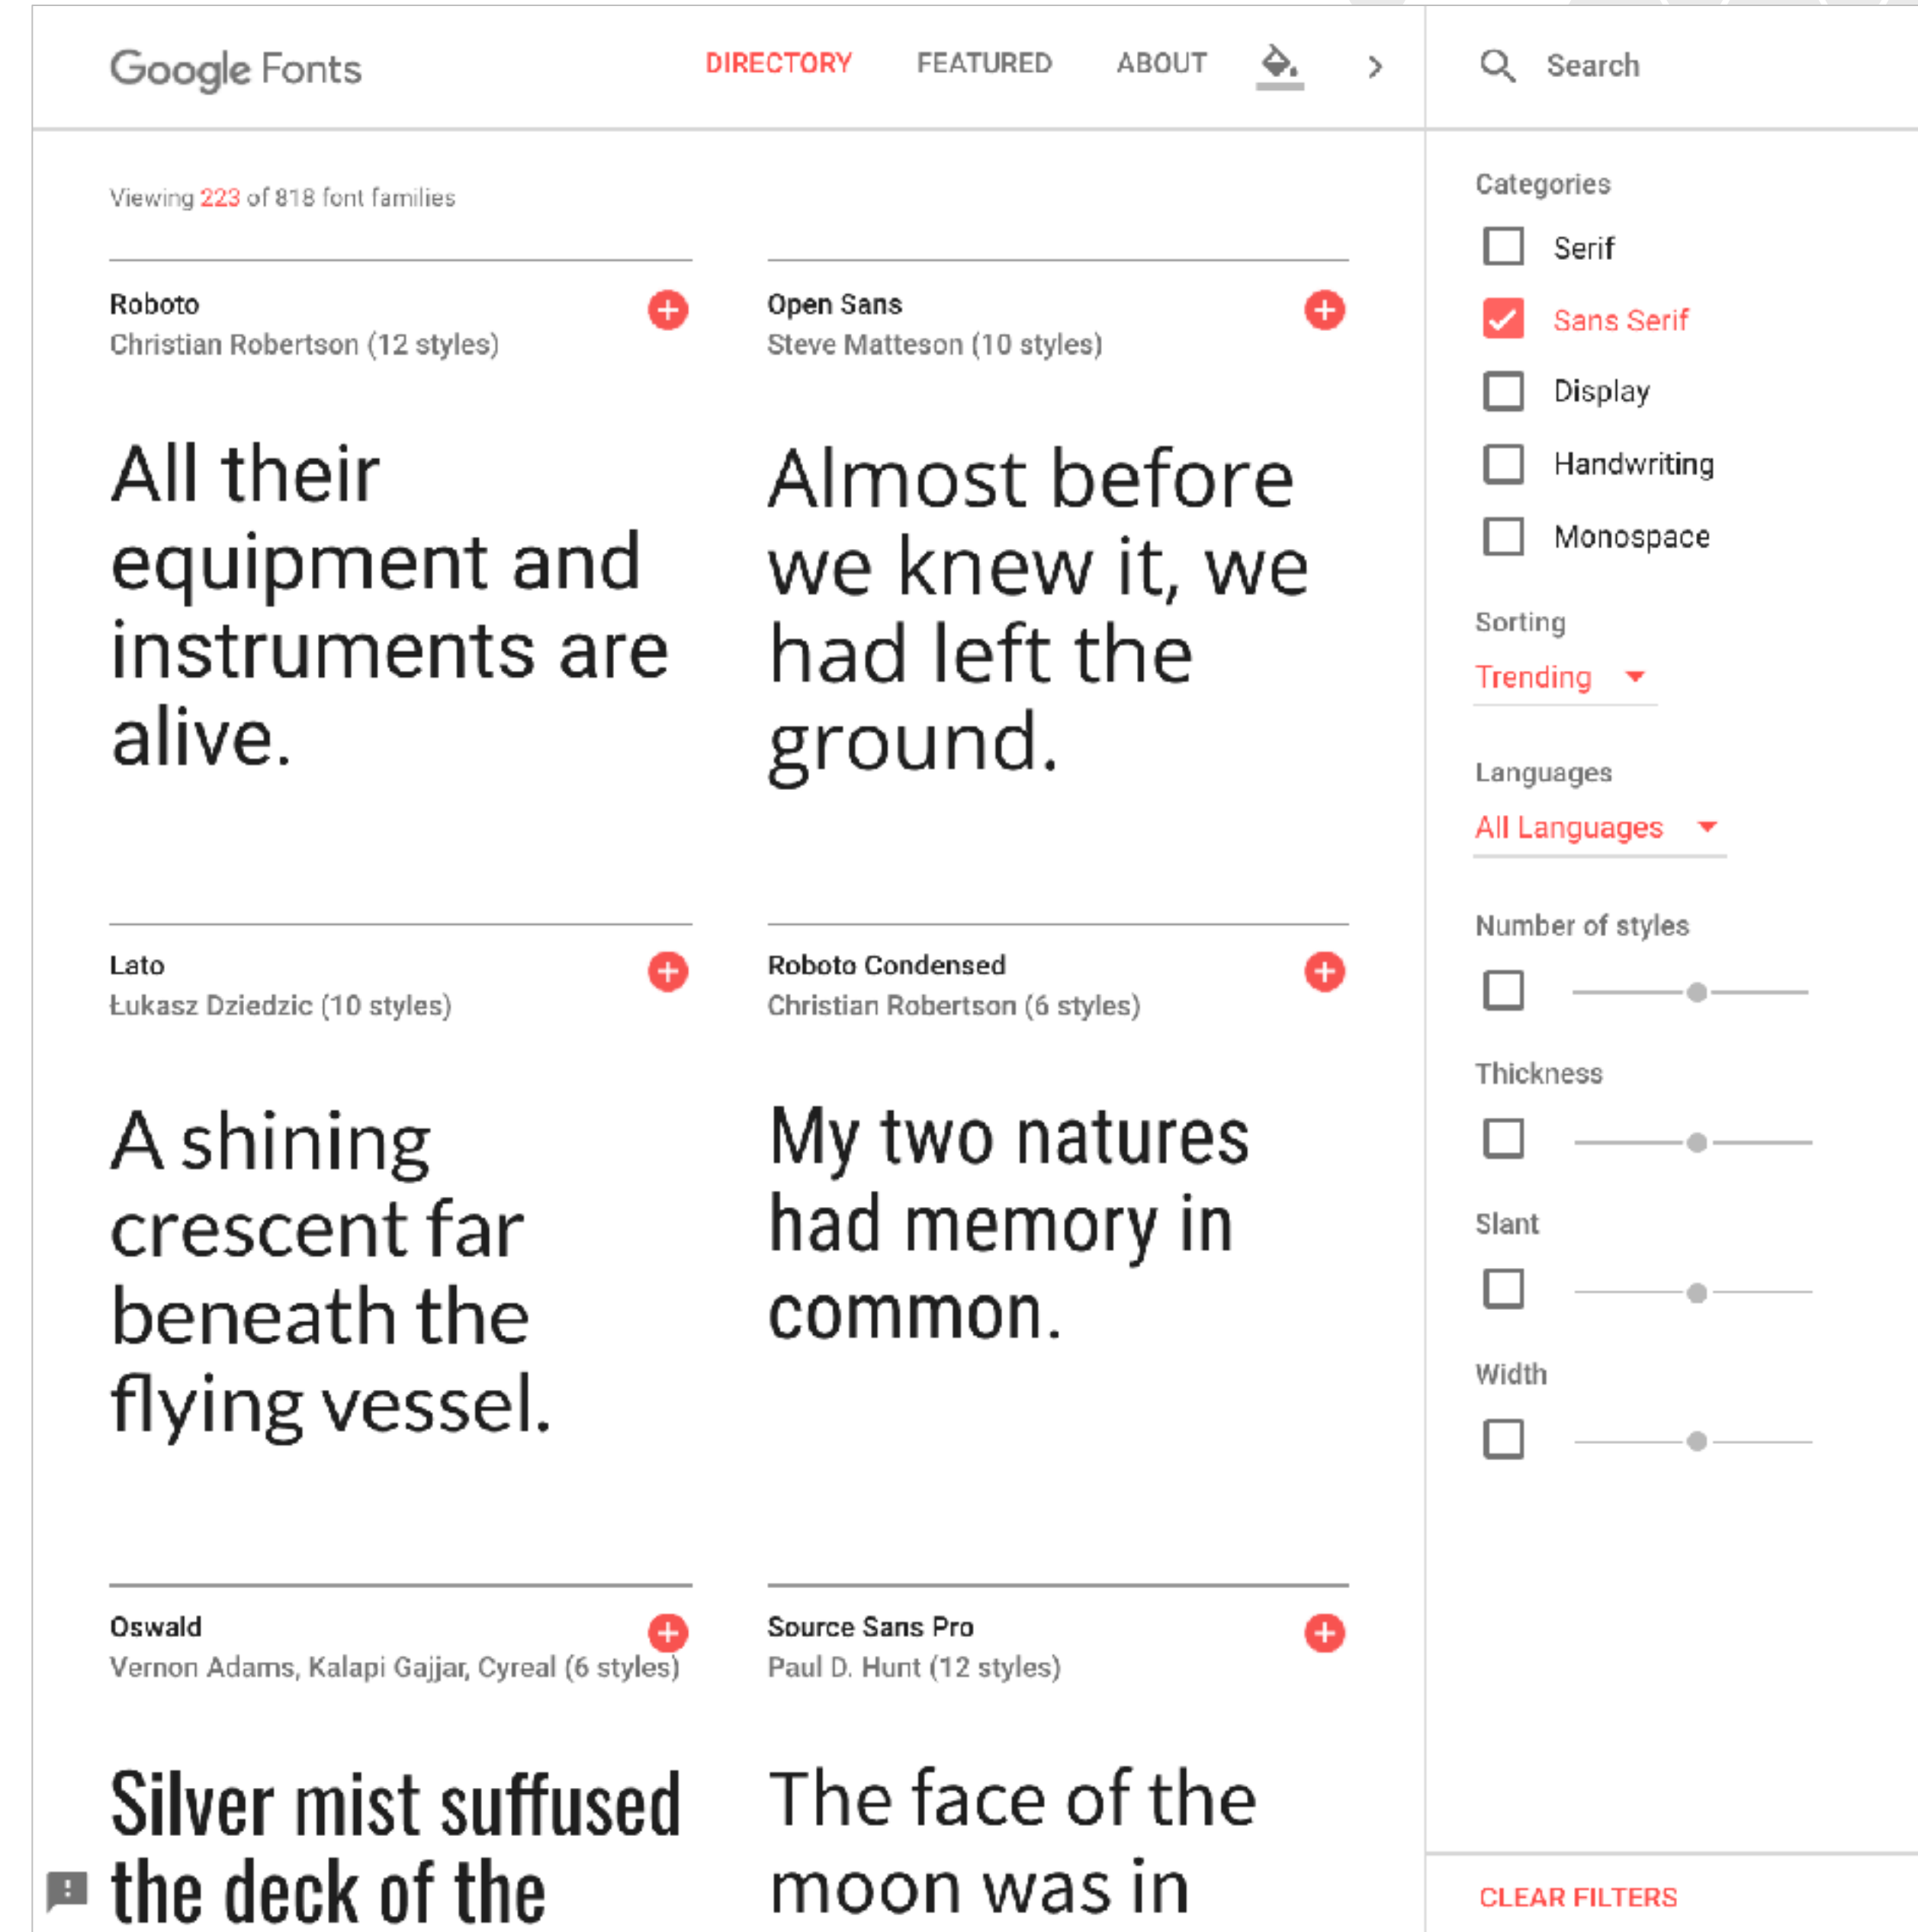 Google Fonts
DIRECTORY
FEATURED
ABOUT
Search
Viewing 223 of 818 font families
Roboto
Christian Robertson (12 styles)
All their
equipment and
instruments are
alive.
Open Sans
Steve Matteson (10 styles)
Almost before
we knew it, we
had left the
ground.
Lato
Łukasz Dziedzic (10 styles)
A shining
crescent far
beneath the
flying vessel.
Roboto Condensed
Christian Robertson (6 styles)
My two natures
had memory in
common.
Oswald
Vernon Adams, Kalapi Gajjar, Cyreal (6 styles)
Silver mist suffused
the deck of the
Source Sans Pro
Paul D. Hunt (12 styles)
The face of the
moon was in
Categories
Serif
Sans Serif
Display
Handwriting
Monospace
Sorting
Trending
Languages
All Languages
Number of styles
Thickness
Slant
Width
CLEAR FILTERS